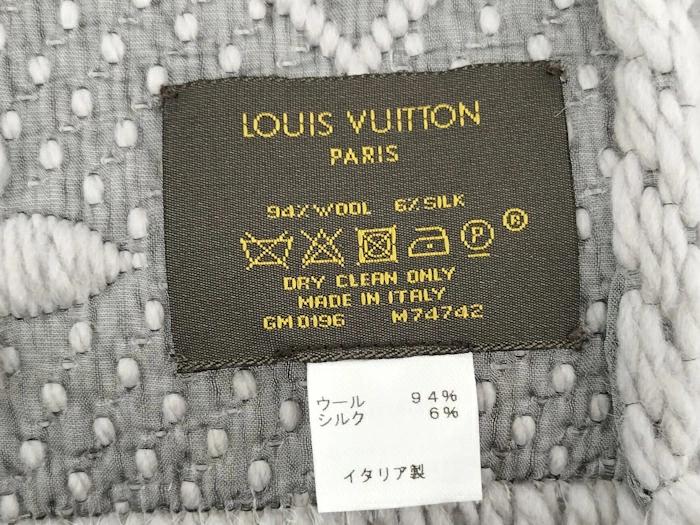 LOUIS VUITTON
PARIS
94% WOOL 6% SILK
P ®
DRY CLEAN ONLY
MADE IN ITALY
GM0196 M74742
ウール 94%
シルク 6%
イタリア製